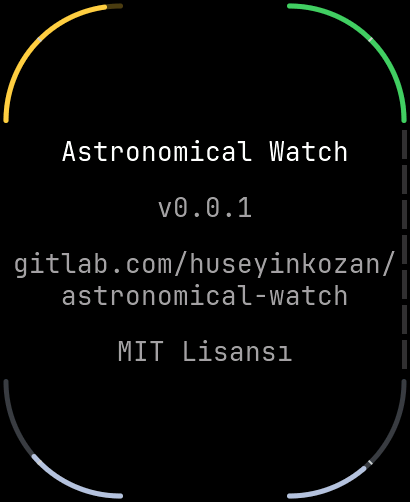 Astronomical Watch
v0.0.1
gitlab.com/huseyinkozan/
astronomical-watch
MIT Lisansı